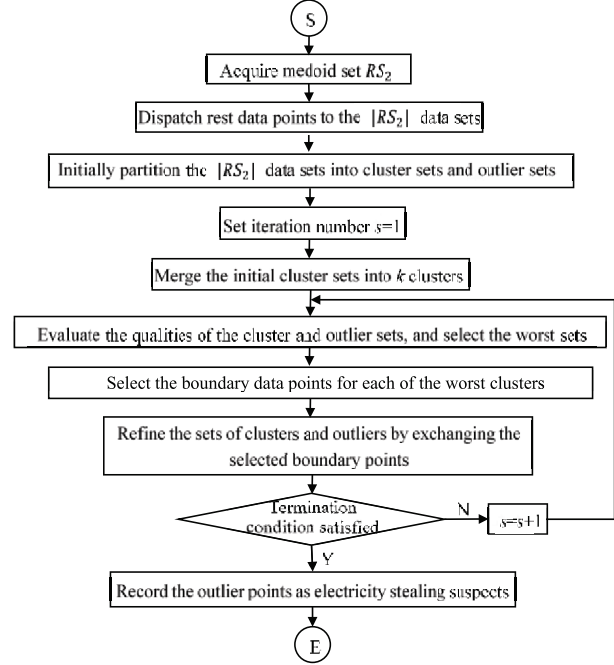 S
Acquire medoid set RS₂
Dispatch rest data points to the |RS₂| data sets
Initially partition the |RS₂| data sets into cluster sets and outlier sets
Set iteration number s=1
Merge the initial cluster sets into k clusters
Evaluate the qualities of the cluster and outlier sets, and select the worst sets
Select the boundary data points for each of the worst clusters
Refine the sets of clusters and outliers by exchanging the
selected boundary points
Termination
condition satisfied
N
s=s+1
Y
Record the outlier points as electricity stealing suspects
E